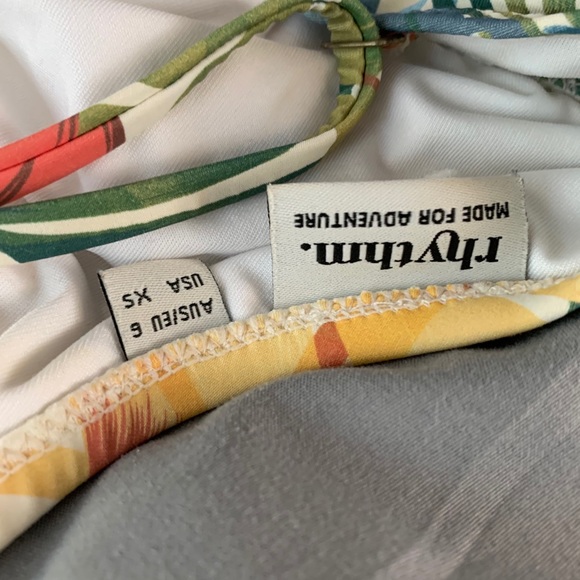 rhythm.
MADE FOR ADVENTURE
AUS/EU 6
USA XS